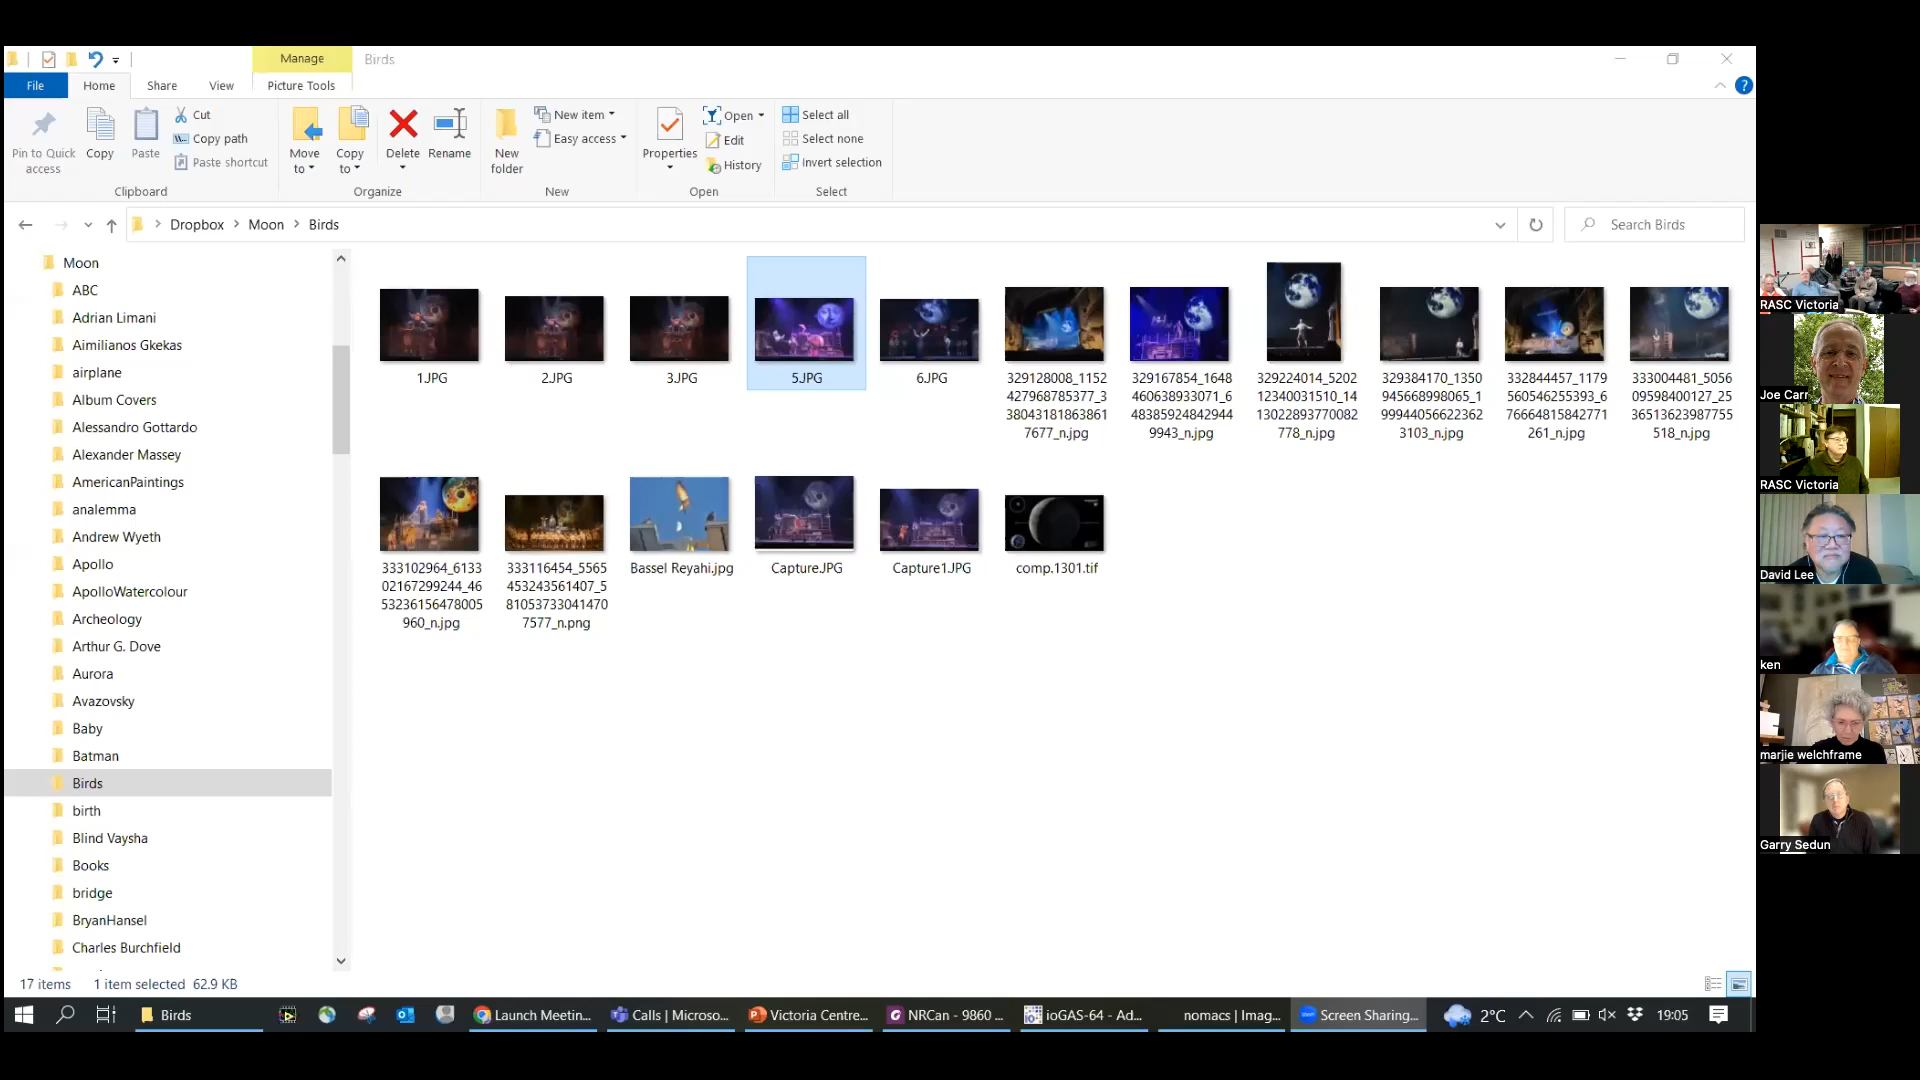 Manage
Birds
File
Home
Share
View
Picture Tools
Pin to Quick access
Copy
Paste
Cut
Copy path
Paste shortcut
Move to
Copy to
Delete
Rename
New folder
New item
Easy access
Properties
Open
Edit
History
Select all
Select none
Invert selection
Clipboard
Organize
New
Open
Select
Dropbox
Moon
Birds
Search Birds
Moon
ABC
Adrian Limani
Aimilianos Gkekas
airplane
Album Covers
Alessandro Gottardo
Alexander Massey
AmericanPaintings
analemma
Andrew Wyeth
Apollo
ApolloWatercolour
Archeology
Arthur G. Dove
Aurora
Avazovsky
Baby
Batman
Birds
birth
Blind Vaysha
Books
bridge
BryanHansel
Charles Burchfield
1.JPG
2.JPG
3.JPG
5.JPG
6.JPG
329128008_1152
427968785377_3
38043181863861
7677_n.jpg
329167854_1648
460638933071_6
48385924842944
9943_n.jpg
329224014_5202
12340031510_14
13022893770082
778_n.jpg
329384170_1350
945668998065_1
99944056622362
3103_n.jpg
332844457_1179
560546255393_6
76664815842771
261_n.jpg
333004481_5056
09598400127_25
36513623987755
518_n.jpg
333102964_6133
02167299244_46
53236156478005
960_n.jpg
333116454_5565
453243561407_5
81053733041470
7577_n.png
Bassel Reyahi.jpg
Capture.JPG
Capture1.JPG
comp.1301.tif
17 items
1 item selected 62.9 KB
Birds
Launch Meetin...
Calls | Microso...
Victoria Centre...
NRCan - 9860 ...
ioGAS-64 - Ad...
nomacs | Imag...
Screen Sharing...
2°C
19:05
RASC Victoria
Joe Carr
RASC Victoria
David Lee
ken
marjie welchframe
Garry Sedun